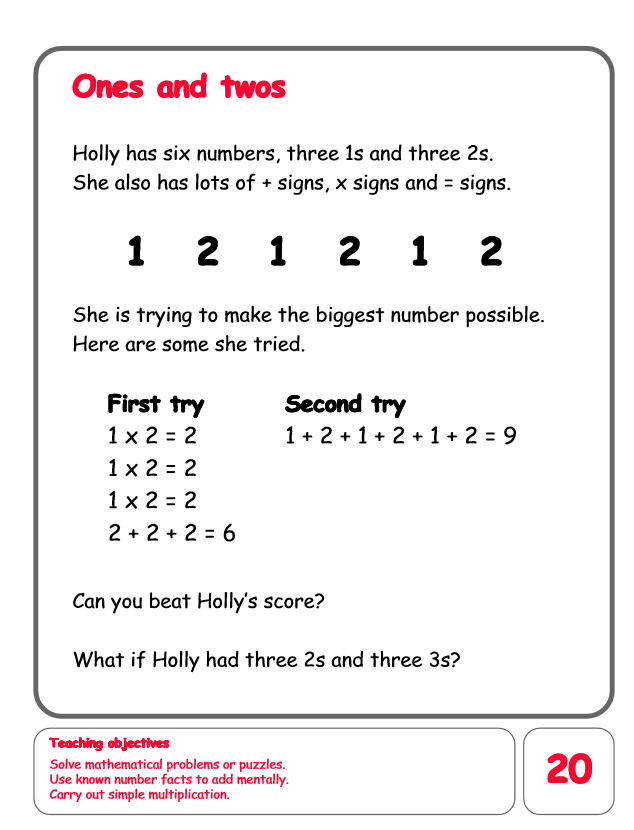 Ones and twos
Holly has six numbers, three 1s and three 2s.
She also has lots of + signs, x signs and = signs.
1 2 1 2 1 2
She is trying to make the biggest number possible.
Here are some she tried.
First try
1 x 2 = 2
1 x 2 = 2
1 x 2 = 2
2 + 2 + 2 = 6
Second try
1 + 2 + 1 + 2 + 1 + 2 = 9
Can you beat Holly’s score?
What if Holly had three 2s and three 3s?
Teaching objectives
Solve mathematical problems or puzzles.
Use known number facts to add mentally.
Carry out simple multiplication.
20